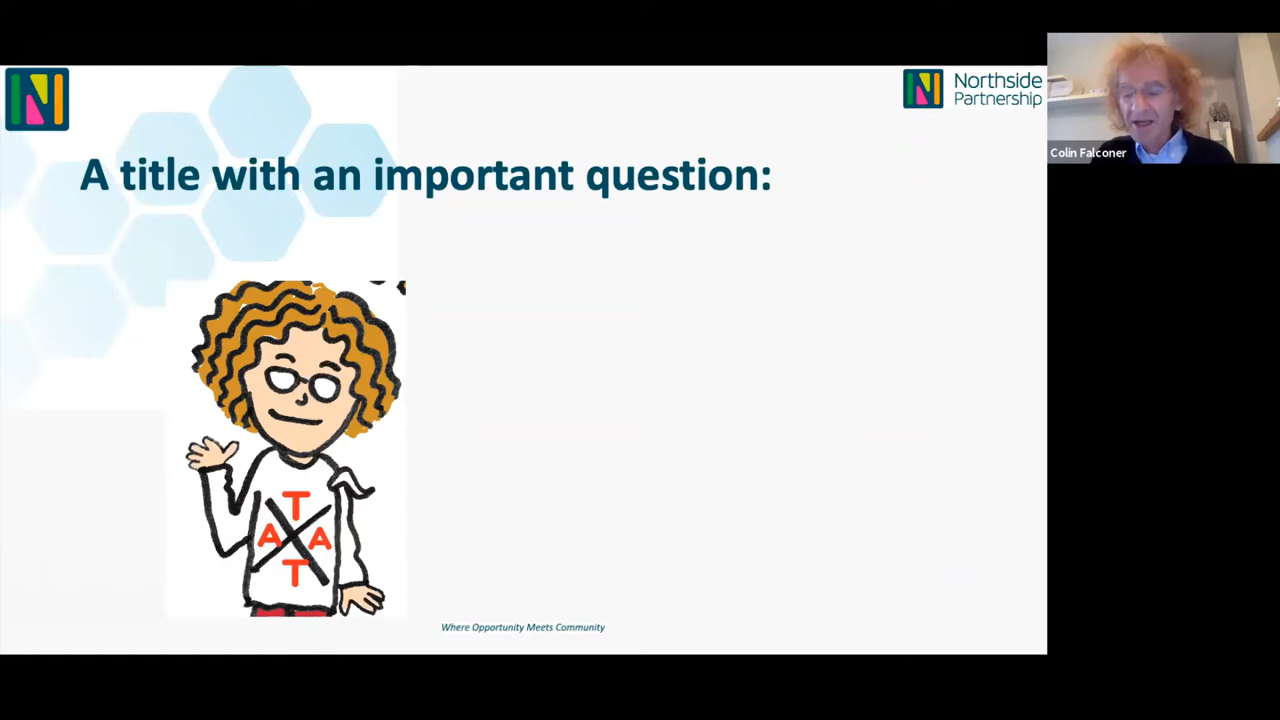 Northside
Partnership
Colin Falconer
A title with an important question:
T
A A
T
Where Opportunity Meets Community